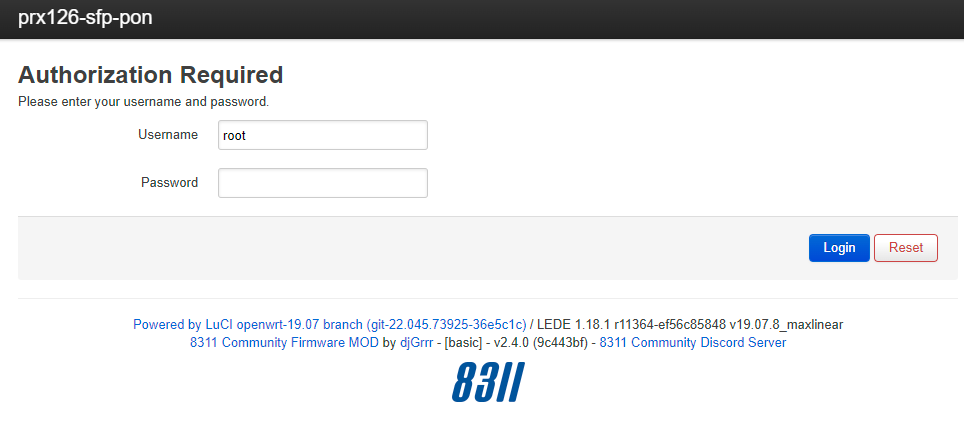 prx126-sfp-pon
Authorization Required
Please enter your username and password.
Username root
Password
Login Reset
Powered by LuCI openwrt-19.07 branch (git-22.045.73925-36e5c1c) / LEDE 1.18.1 r11364-ef56c85848 v19.07.8_maxlinear
8311 Community Firmware MOD by djGrrr - [basic] - v2.4.0 (9c443bf) - 8311 Community Discord Server
8311